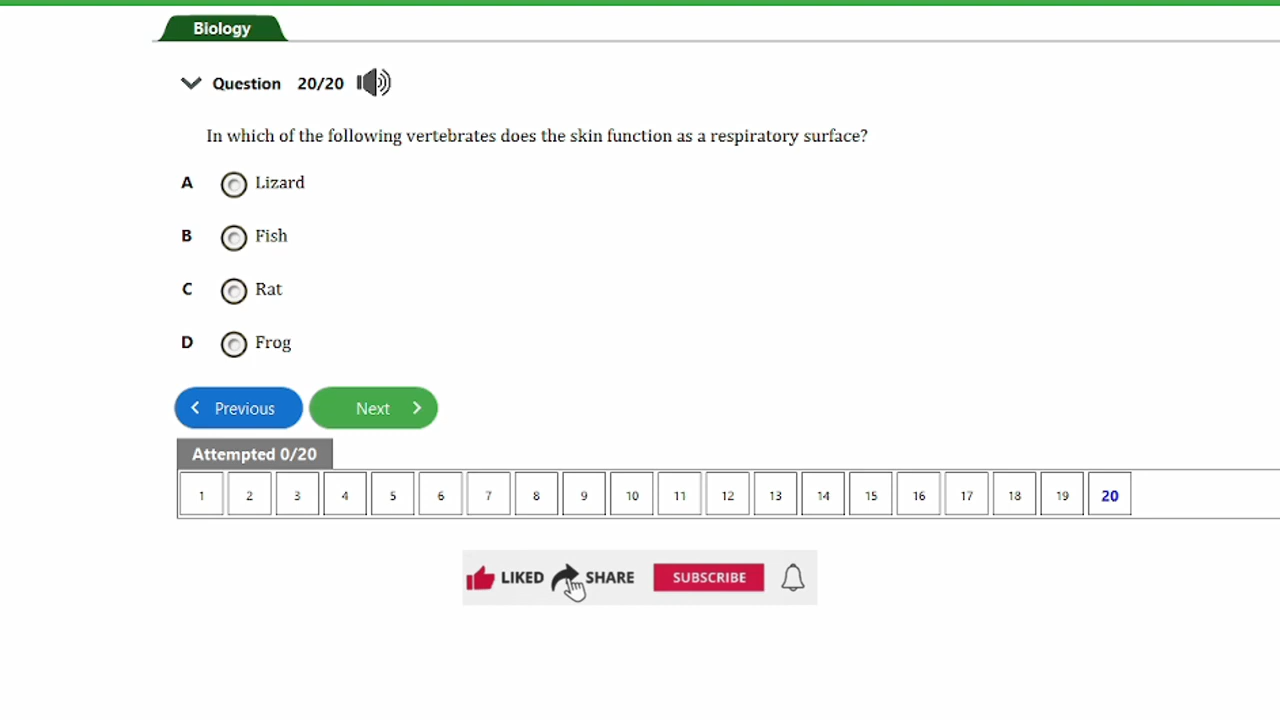 Biology
Question 20/20
In which of the following vertebrates does the skin function as a respiratory surface?
A Lizard
B Fish
C Rat
D Frog
Previous Next
Attempted 0/20
1 2 3 4 5 6 7 8 9 10 11 12 13 14 15 16 17 18 19 20
LIKED SHARE SUBSCRIBE